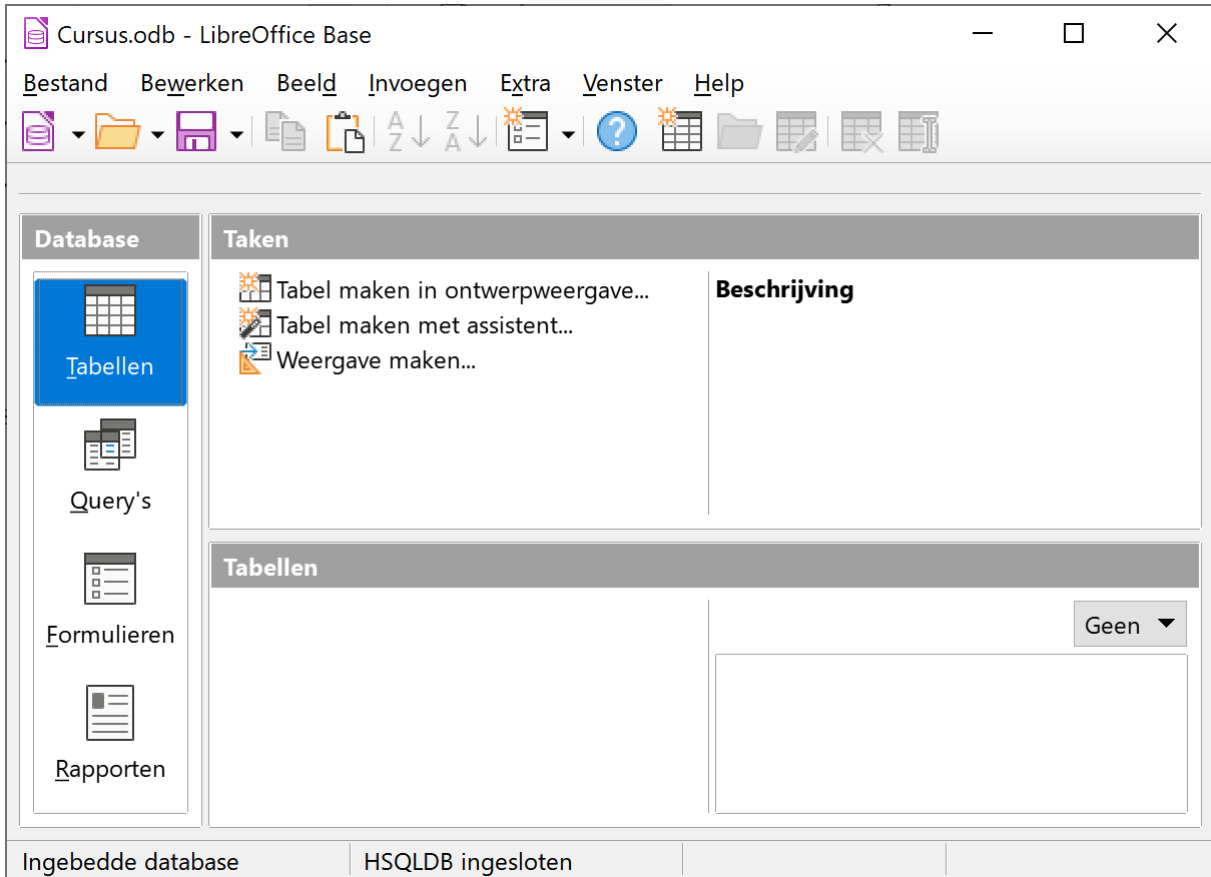 Cursus.odb - LibreOffice Base
Bestand Bewerken Beeld Invoegen Extra Venster Help
Database
Tabellen
Query's
Formulieren
Rapporten
Taken
Tabel maken in ontwerpweergave...
Tabel maken met assistent...
Weergave maken...
Beschrijving
Tabellen
Geen
Ingebedde database
HSQLDB ingesloten